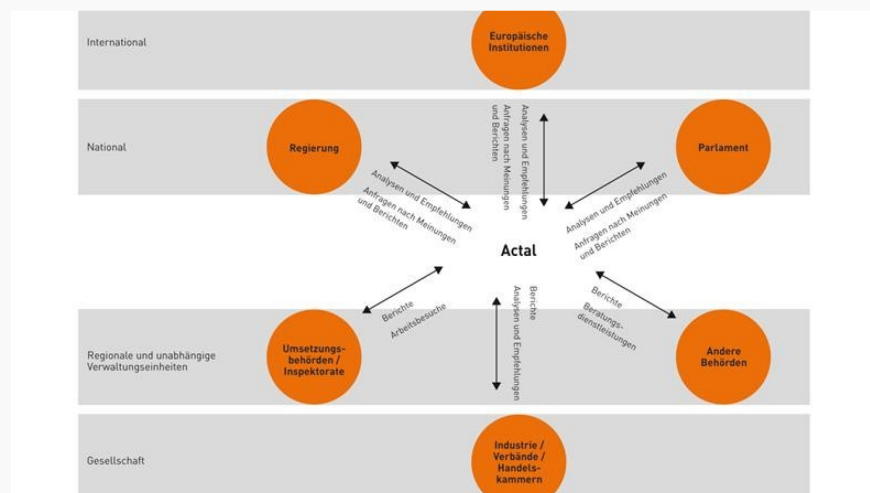 International
Europäische
Institutionen
National
Regierung
Parlament
Analysen und Empfehlungen
Anfragen nach Meinungen
und Berichten
Analysen und Empfehlungen
Anfragen nach Meinungen
und Berichten
Analysen und Empfehlungen
Anfragen nach Meinungen
und Berichten
Actal
Berichte
Arbeitsbesuche
Berichte
Analysen und Empfehlungen
Berichte
Beratungs-
dienstleistungen
Regionale und unabhängige
Verwaltungseinheiten
Umsetzungs-
behörden /
Inspektorate
Andere
Behörden
Gesellschaft
Industrie /
Verbände /
Handels-
kammern